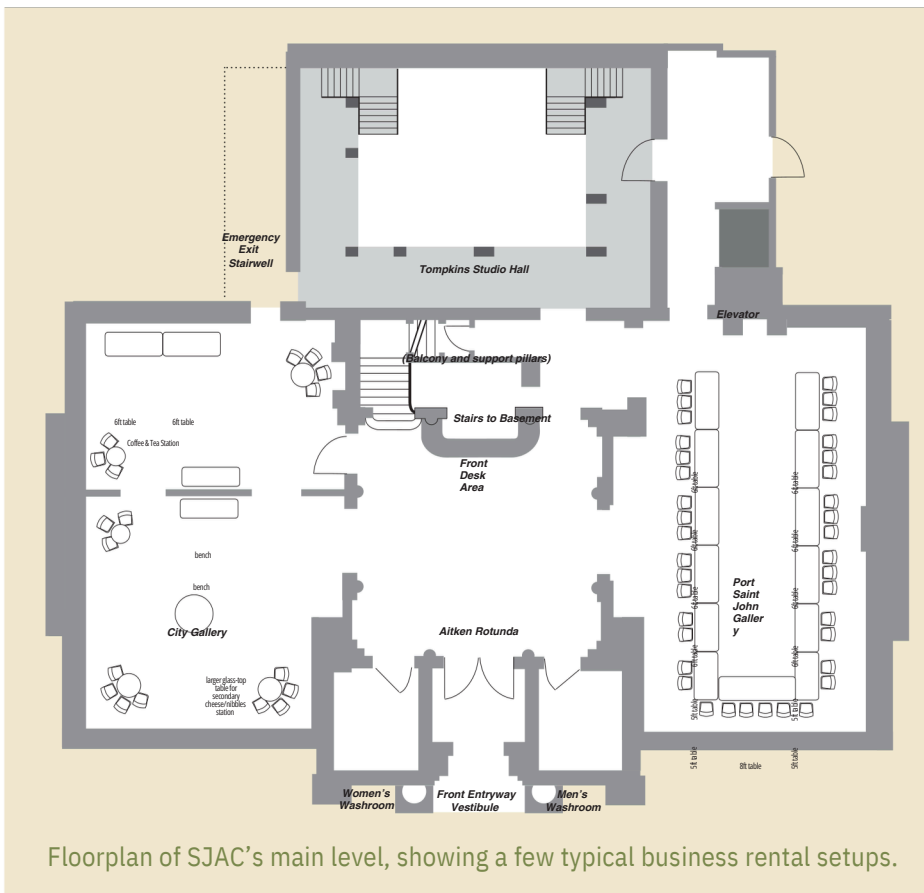 Emergency
Exit
Stairwell
Tompkins Studio Hall
Elevator
(Balcony and support pillars)
Stairs to Basement
6ft table
6ft table
Coffee & Tea Station
Front
Desk
Area
bench
bench
City Gallery
larger glass-top
table for
secondary
cheese/nibbles
station
Aitken Rotunda
Port
Saint
John
Galler
y
6ft table
6ft table
6ft table
6ft table
5ft table
5ft table
6ft table
6ft table
6ft table
6ft table
5ft table
5ft table
8ft table
Women's
Washroom
Front Entryway
Vestibule
Men's
Washroom
Floorplan of SJAC's main level, showing a few typical business rental setups.